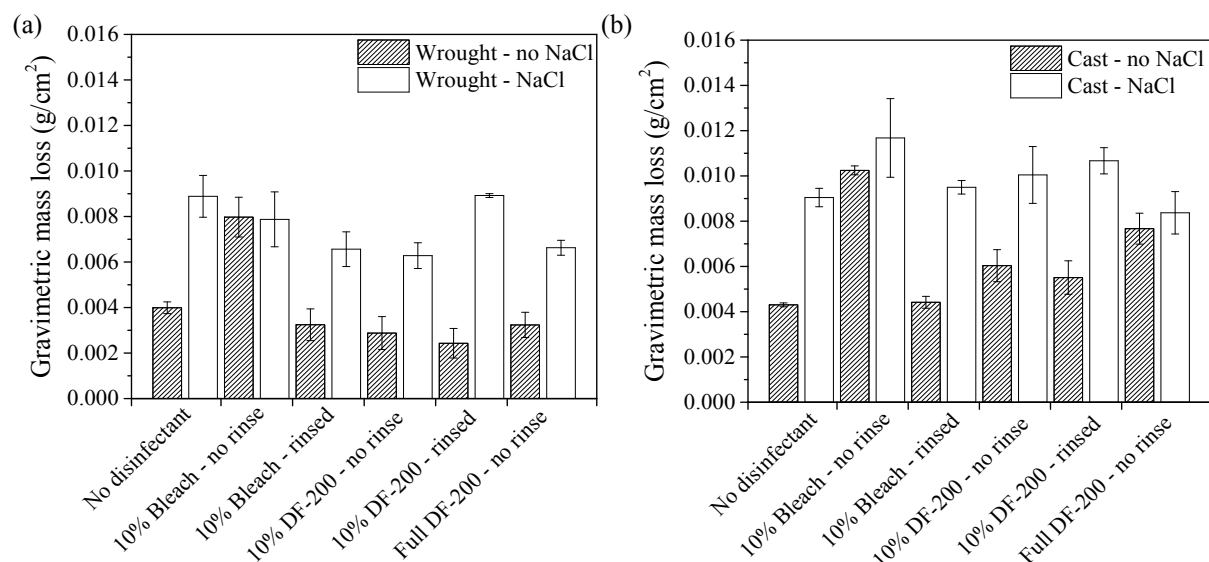 (a)
Gravimetric mass loss (g/cm²)
0.016
0.014
0.012
0.010
0.008
0.006
0.004
0.002
0.000
Wrought - no NaCl
Wrought - NaCl
No disinfectant
10% Bleach - no rinse
10% Bleach - rinsed
10% DF-200 - no rinse
10% DF-200 - rinsed
Full DF-200 - no rinse
(b)
Gravimetric mass loss (g/cm²)
0.016
0.014
0.012
0.010
0.008
0.006
0.004
0.002
0.000
Cast - no NaCl
Cast - NaCl
No disinfectant
10% Bleach - no rinse
10% Bleach - rinsed
10% DF-200 - no rinse
10% DF-200 - rinsed
Full DF-200 - no rinse